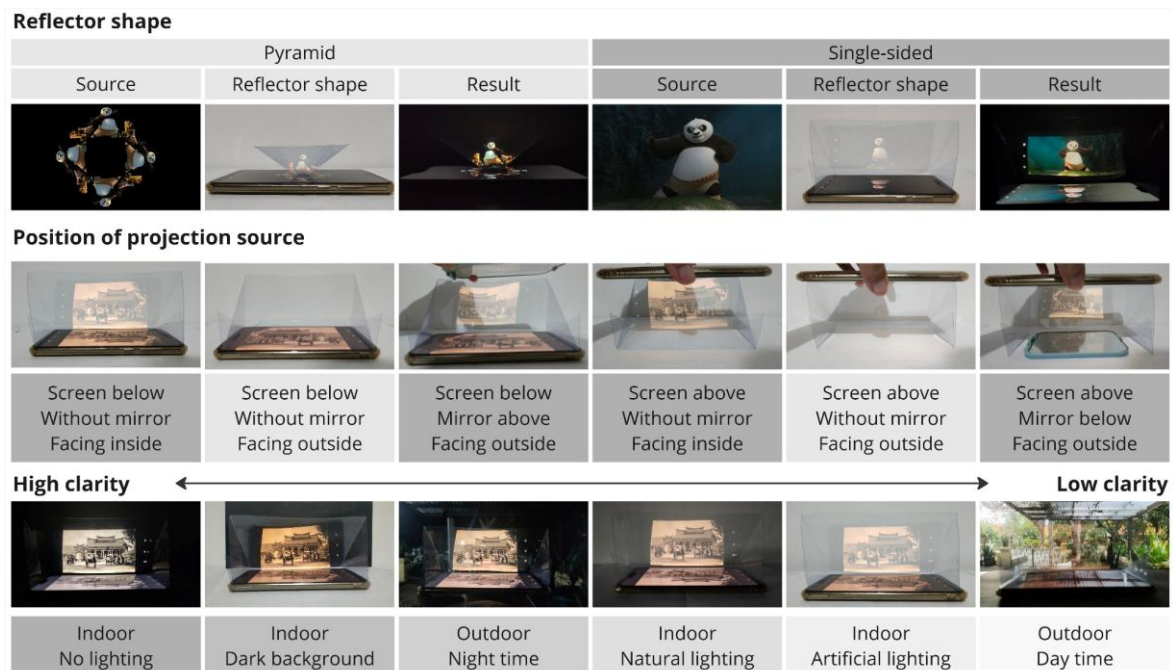 Reflector shape
Pyramid
Single-sided
Source
Reflector shape
Result
Source
Reflector shape
Result
Position of projection source
Screen below
Without mirror
Facing inside
Screen below
Without mirror
Facing outside
Screen below
Mirror above
Facing outside
Screen above
Without mirror
Facing inside
Screen above
Without mirror
Facing outside
Screen above
Mirror below
Facing outside
High clarity
Low clarity
Indoor
No lighting
Indoor
Dark background
Outdoor
Night time
Indoor
Natural lighting
Indoor
Artificial lighting
Outdoor
Day time